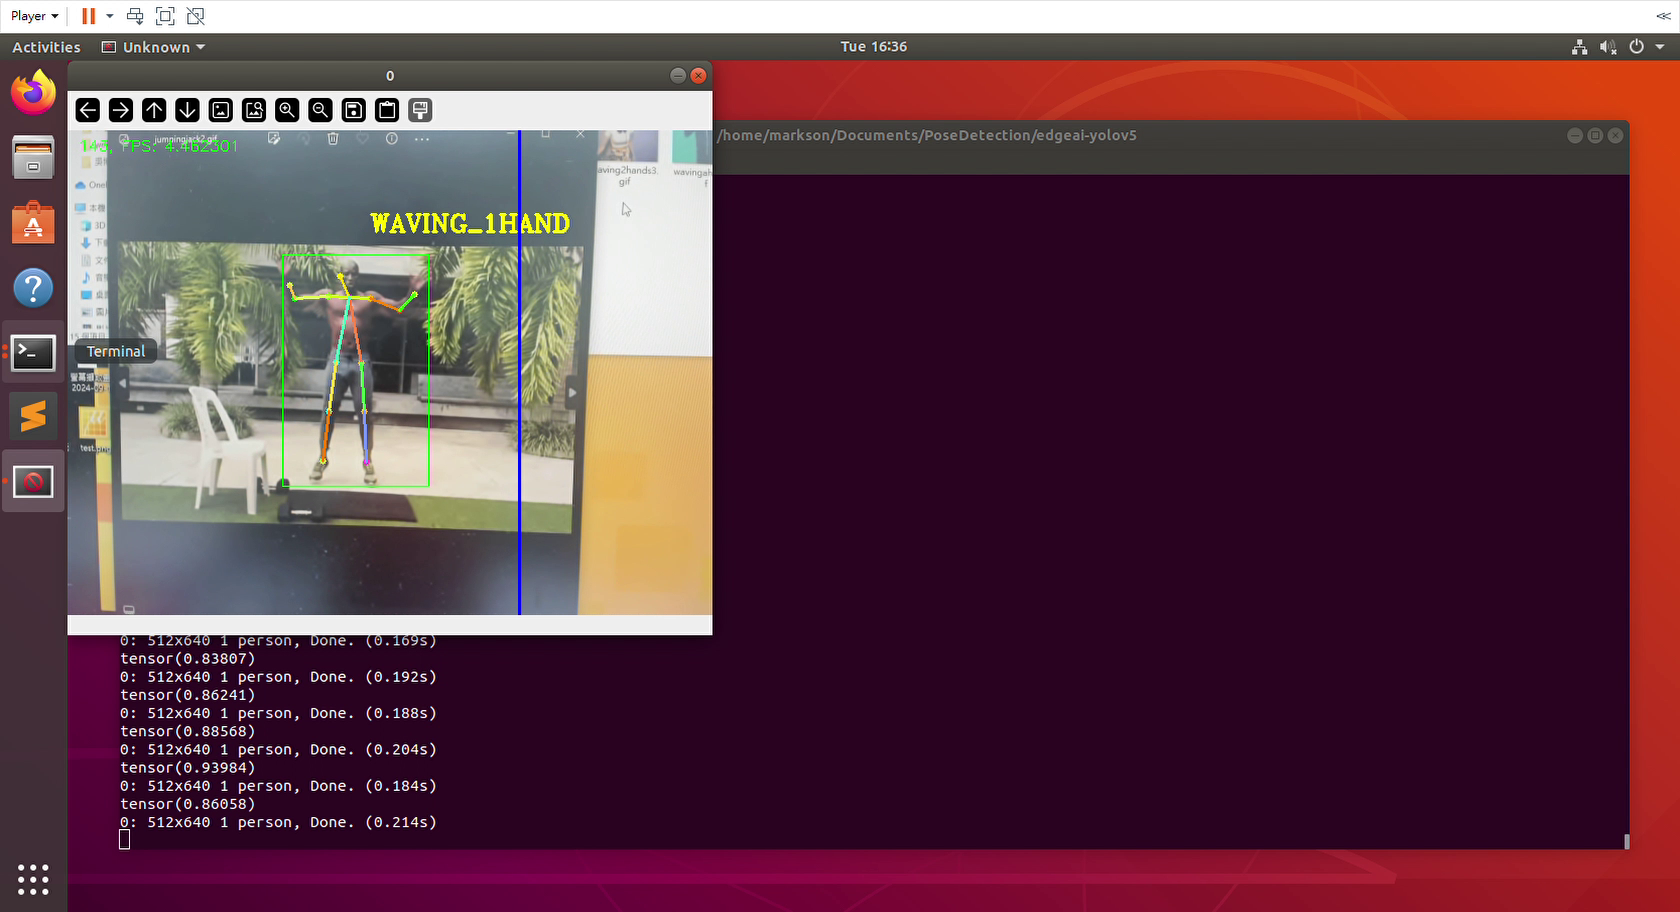 Player
Activities
Unknown
Tue 16:36
0
/home/markson/Documents/PoseDetection/edgeai-yolov5
jumpingjack2.gif
143, FPS: 4.462301
aving2hands3.
gif
WAVING_1HAND
Terminal
test.png
0: 512x640 1 person, Done. (0.169s)
tensor(0.83807)
0: 512x640 1 person, Done. (0.192s)
tensor(0.86241)
0: 512x640 1 person, Done. (0.188s)
tensor(0.88568)
0: 512x640 1 person, Done. (0.204s)
tensor(0.93984)
0: 512x640 1 person, Done. (0.184s)
tensor(0.86058)
0: 512x640 1 person, Done. (0.214s)